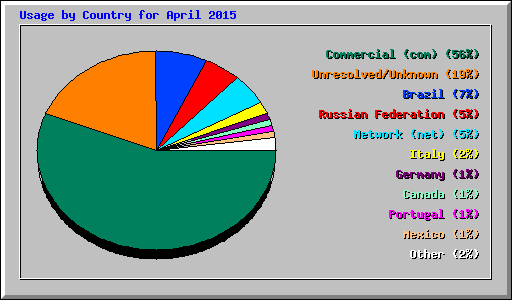 Usage by Country for April 2015
Commercial (com) (56%)
Unresolved/Unknown (19%)
Brazil (7%)
Russian Federation (5%)
Network (net) (5%)
Italy (2%)
Germany (1%)
Canada (1%)
Portugal (1%)
Mexico (1%)
Other (2%)